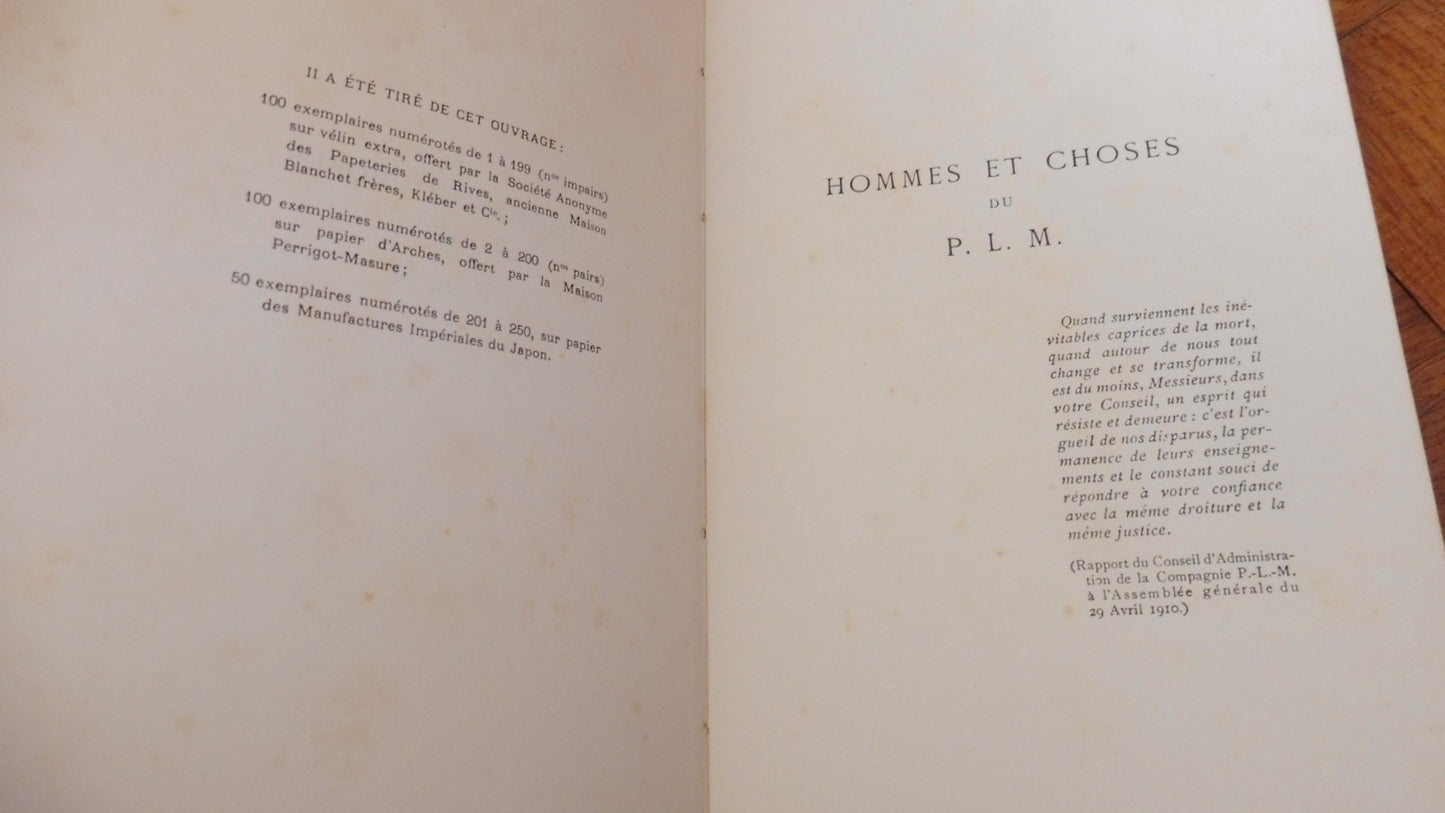 II A ÉTÉ TIRÉ DE CET OUVRAGE :
100 exemplaires numérotés de 1 à 199 (nos impairs)
sur vélin extra, offert par la Société Anonyme
des Papeteries de Rives, ancienne Maison
Blanchet frères, Kléber et Cie. ;
100 exemplaires numérotés de 2 à 200 (nos pairs)
sur papier d'Arches, offert par la Maison
Perrigot-Masure ;
50 exemplaires numérotés de 201 à 250, sur papier
des Manufactures Impériales du Japon.
HOMMES ET CHOSES
DU
P. L. M.
Quand surviennent les iné-
vitables caprices de la mort,
quand autour de nous tout
change et se transforme, il
est du moins, Messieurs, dans
votre Conseil, un esprit qui
résiste et demeure : c'est l'or-
gueil de nos disparus, la per-
manence de leurs enseigne-
ments et le constant souci de
répondre à votre confiance
avec la même droiture et la
même justice.
(Rapport du Conseil d'Administra-
tion de la Compagnie P.-L.-M.
à l'Assemblée générale du
29 Avril 1910.)